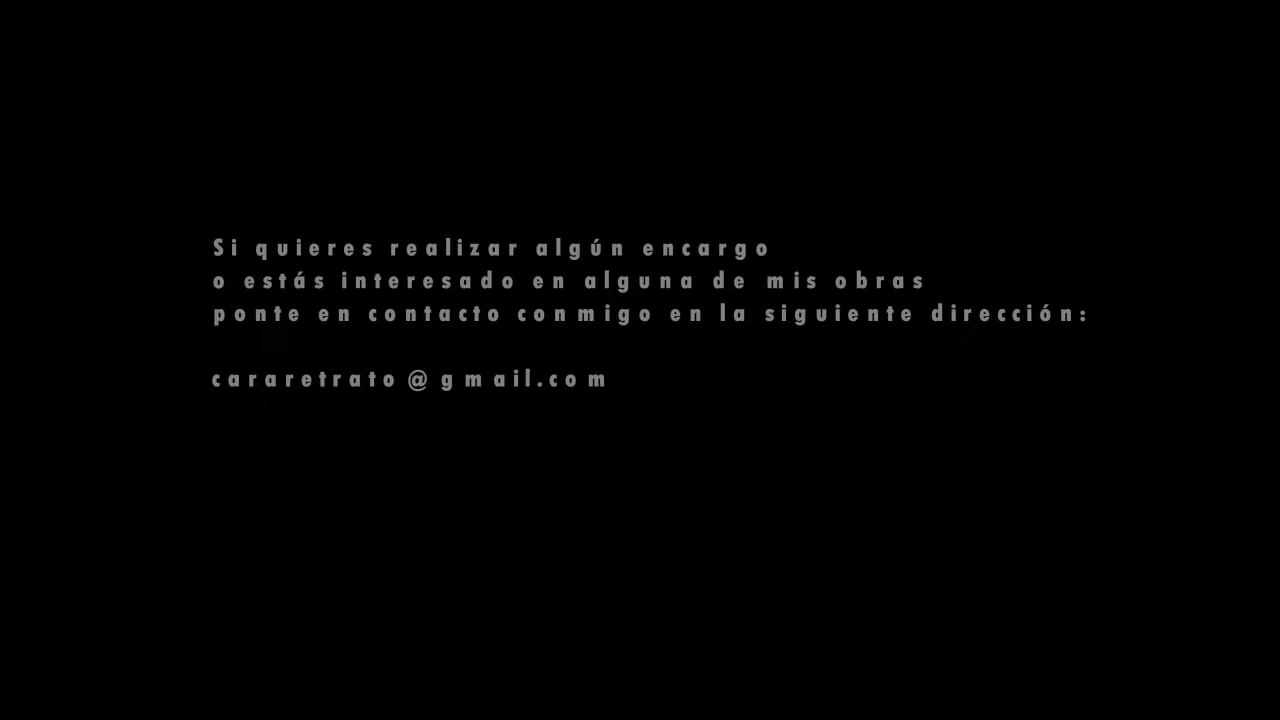 Si quieres realizar algún encargo
o estás interesado en alguna de mis obras
ponte en contacto conmigo en la siguiente dirección:
cararetrato@gmail.com